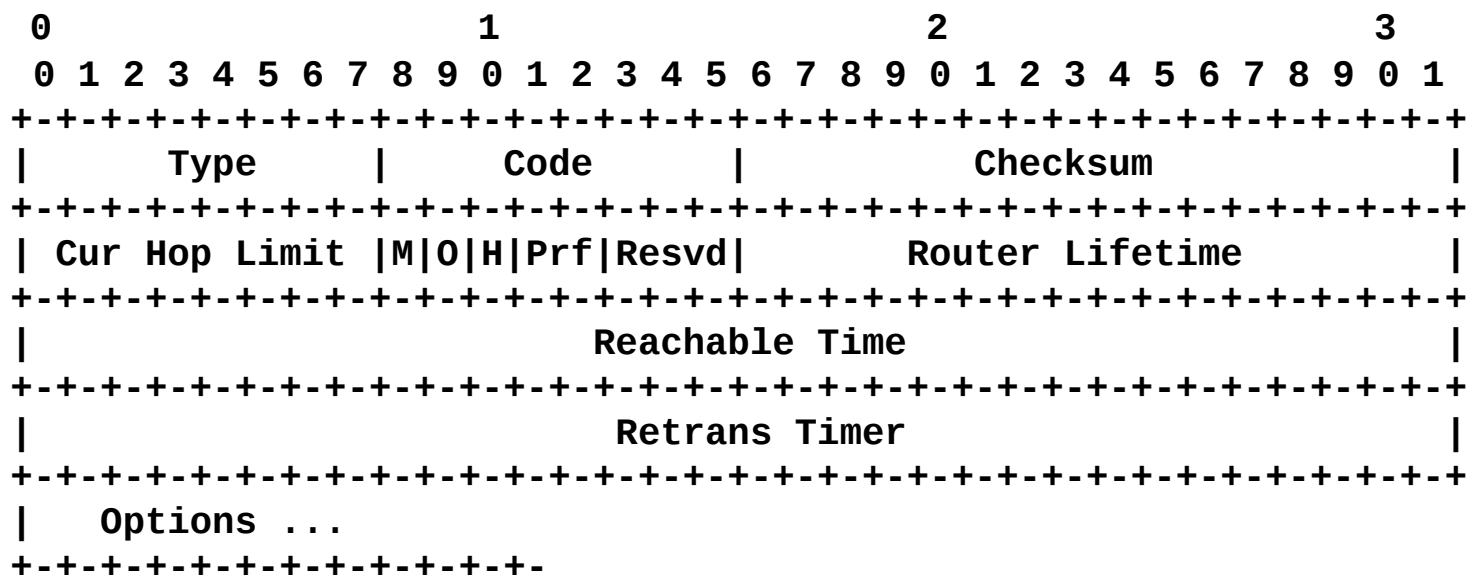 0                   1                   2                   3
 0 1 2 3 4 5 6 7 8 9 0 1 2 3 4 5 6 7 8 9 0 1 2 3 4 5 6 7 8 9 0 1
+-+-+-+-+-+-+-+-+-+-+-+-+-+-+-+-+-+-+-+-+-+-+-+-+-+-+-+-+-+-+-+-+
|      Type     |     Code      |          Checksum             |
+-+-+-+-+-+-+-+-+-+-+-+-+-+-+-+-+-+-+-+-+-+-+-+-+-+-+-+-+-+-+-+-+
| Cur Hop Limit |M|O|H|Prf|Resvd|       Router Lifetime         |
+-+-+-+-+-+-+-+-+-+-+-+-+-+-+-+-+-+-+-+-+-+-+-+-+-+-+-+-+-+-+-+-+
|                         Reachable Time                        |
+-+-+-+-+-+-+-+-+-+-+-+-+-+-+-+-+-+-+-+-+-+-+-+-+-+-+-+-+-+-+-+-+
|                          Retrans Timer                        |
+-+-+-+-+-+-+-+-+-+-+-+-+-+-+-+-+-+-+-+-+-+-+-+-+-+-+-+-+-+-+-+-+
|   Options ...
+-+-+-+-+-+-+-+-+-+-+-+-